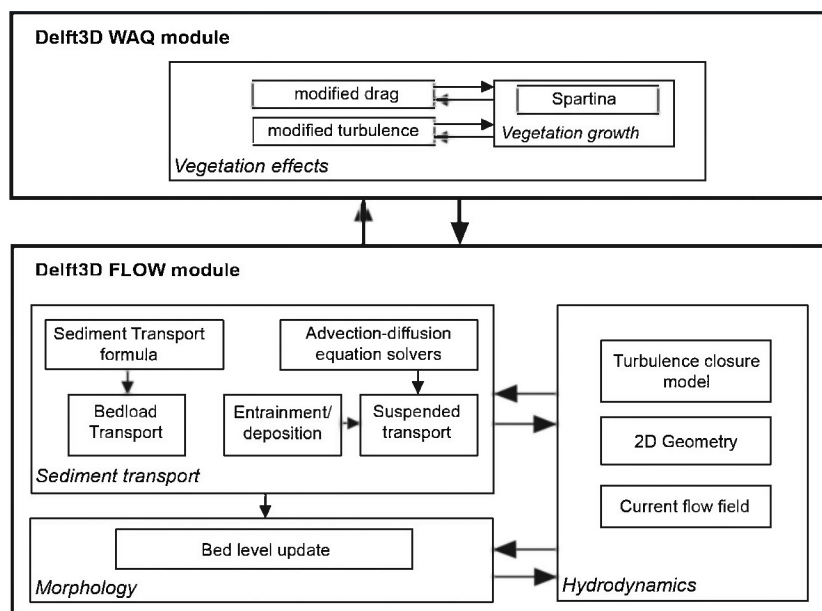 Delft3D WAQ module
modified drag
Spartina
modified turbulence
Vegetation growth
Vegetation effects
Delft3D FLOW module
Sediment Transport
formula
Advection-diffusion
equation solvers
Bedload
Transport
Entrainment/
deposition
Suspended
transport
Sediment transport
Turbulence closure
model
2D Geometry
Current flow field
Bed level update
Morphology
Hydrodynamics